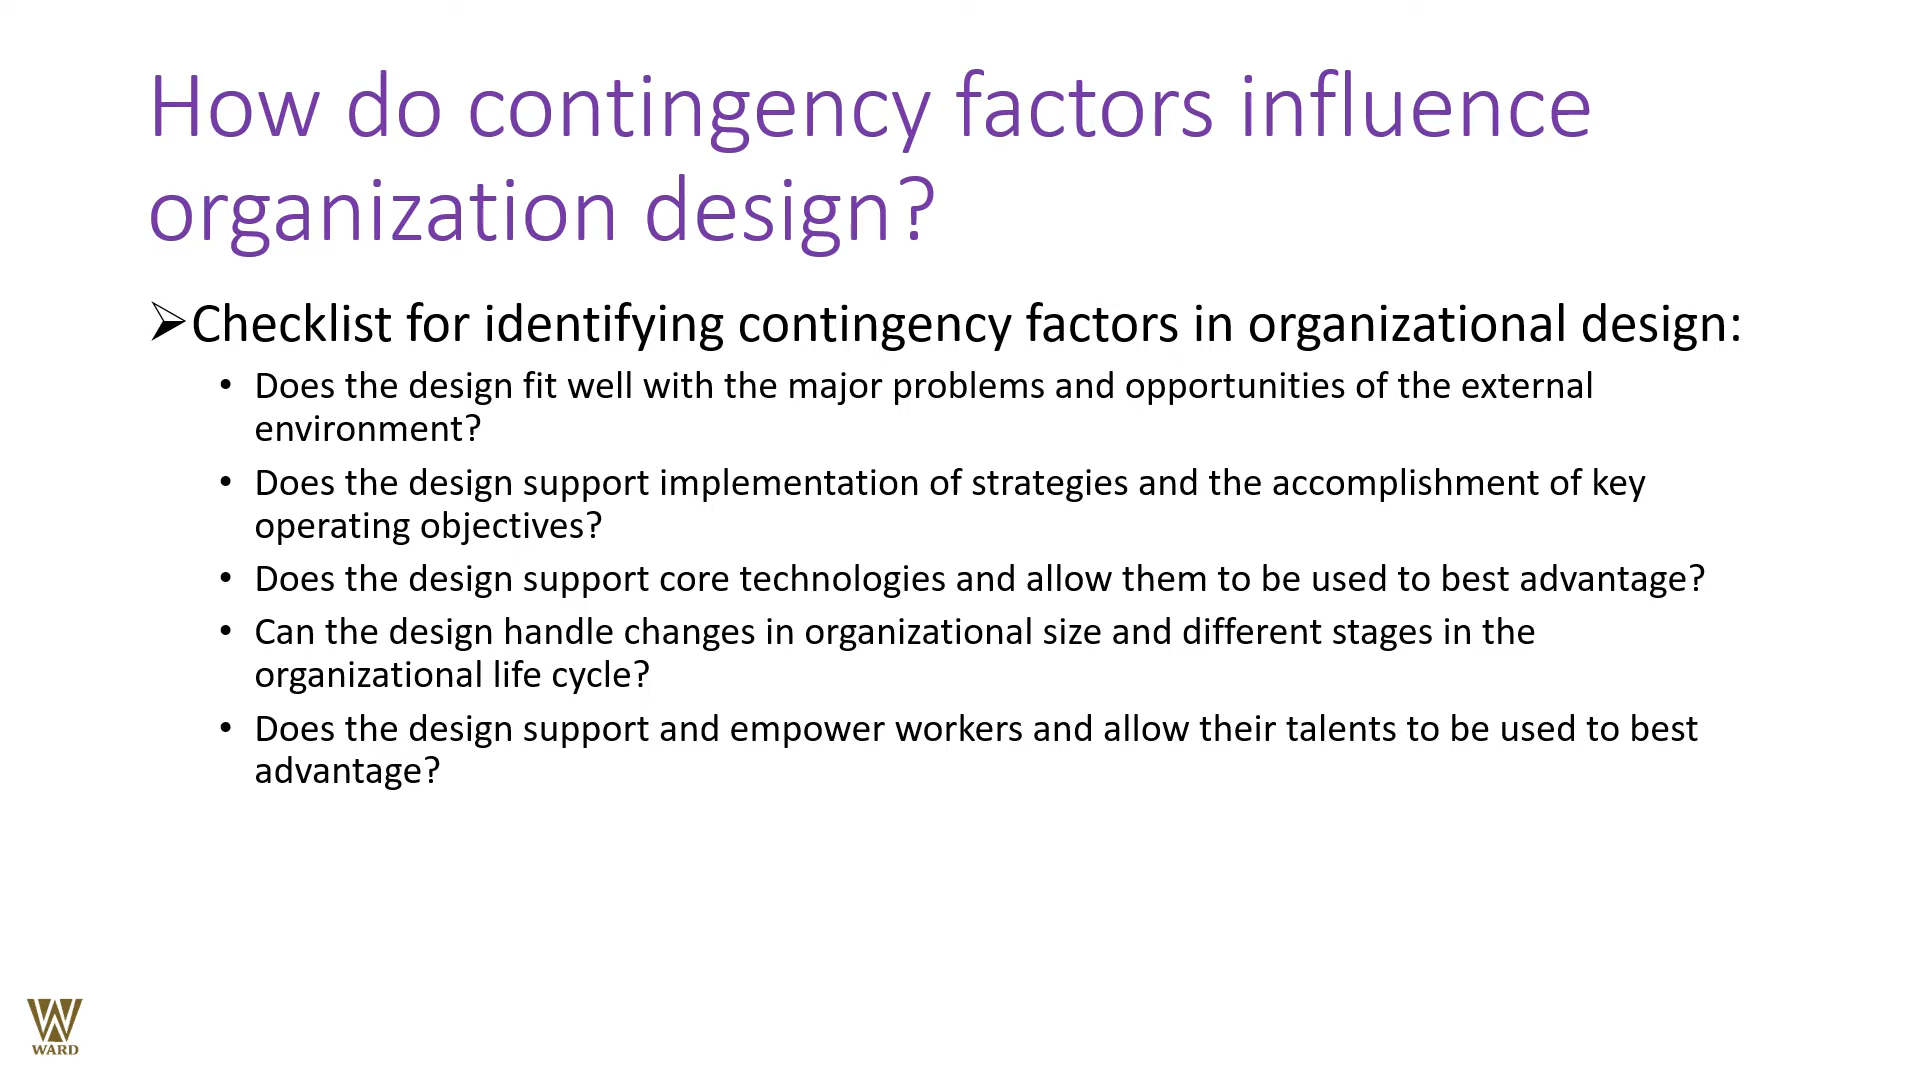 How do contingency factors influence
organization design?
➢Checklist for identifying contingency factors in organizational design:
• Does the design fit well with the major problems and opportunities of the external
environment?
• Does the design support implementation of strategies and the accomplishment of key
operating objectives?
• Does the design support core technologies and allow them to be used to best advantage?
• Can the design handle changes in organizational size and different stages in the
organizational life cycle?
• Does the design support and empower workers and allow their talents to be used to best
advantage?
WARD